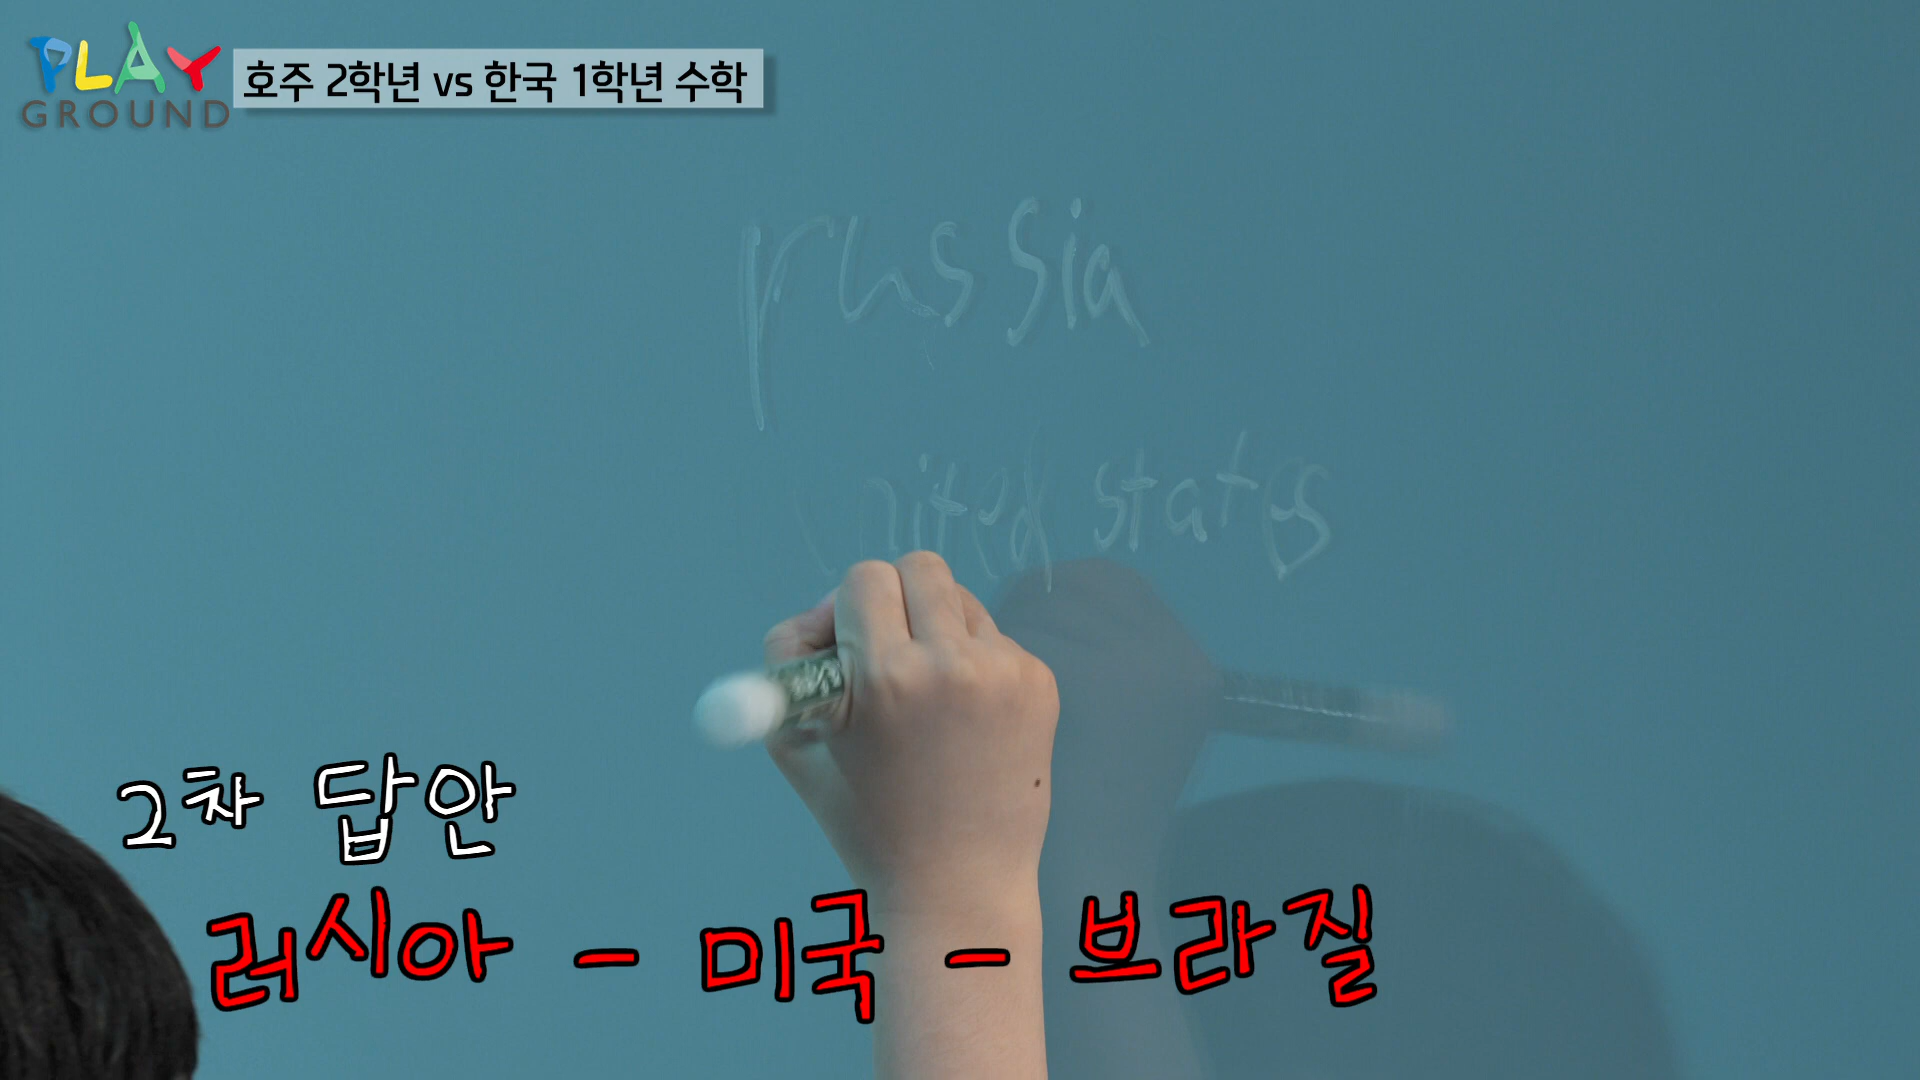 PLAY
GROUND
호주 2학년 vs 한국 1학년 수학
russia
united states
2차 답안
러시아 - 미국 - 브라질